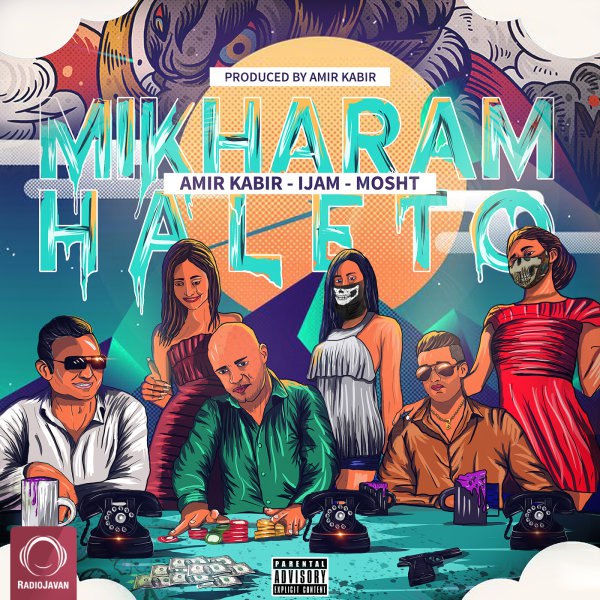 PRODUCED BY AMIR KABIR
MIKHARAM
AMIR KABIR - IJAM - MOSHT
HALETO
RADIOJAVAN
PARENTAL
ADVISORY
EXPLICIT CONTENT